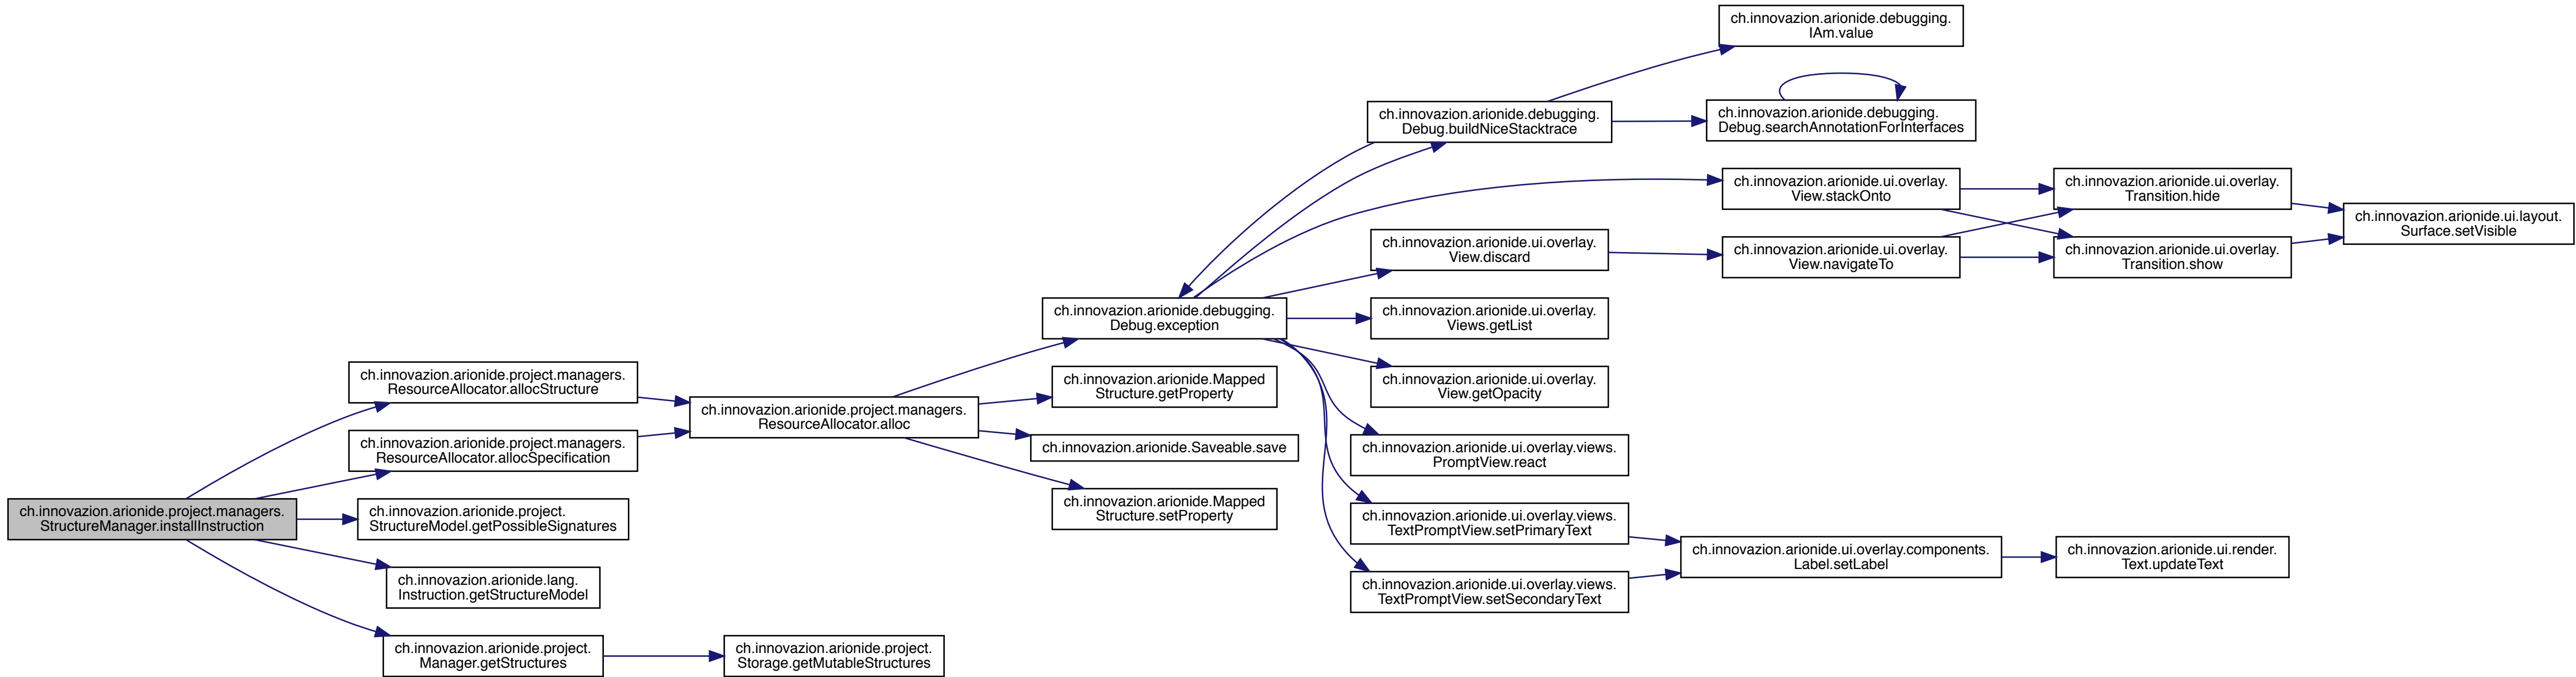 ch.innovazion.arionide.project.managers.
StructureManager.installInstruction
ch.innovazion.arionide.project.managers.
ResourceAllocator.allocStructure
ch.innovazion.arionide.project.managers.
ResourceAllocator.allocSpecification
ch.innovazion.arionide.project.
StructureModel.getPossibleSignatures
ch.innovazion.arionide.lang.
Instruction.getStructureModel
ch.innovazion.arionide.project.
Manager.getStructures
ch.innovazion.arionide.project.managers.
ResourceAllocator.alloc
ch.innovazion.arionide.project.
Storage.getMutableStructures
ch.innovazion.arionide.debugging.
Debug.exception
ch.innovazion.arionide.Mapped
Structure.getProperty
ch.innovazion.arionide.Saveable.save
ch.innovazion.arionide.Mapped
Structure.setProperty
ch.innovazion.arionide.debugging.
Debug.buildNiceStacktrace
ch.innovazion.arionide.ui.overlay.
View.discard
ch.innovazion.arionide.ui.overlay.
Views.getList
ch.innovazion.arionide.ui.overlay.
View.getOpacity
ch.innovazion.arionide.ui.overlay.views.
PromptView.react
ch.innovazion.arionide.ui.overlay.views.
TextPromptView.setPrimaryText
ch.innovazion.arionide.ui.overlay.views.
TextPromptView.setSecondaryText
ch.innovazion.arionide.debugging.
IAm.value
ch.innovazion.arionide.debugging.
Debug.searchAnnotationForInterfaces
ch.innovazion.arionide.ui.overlay.
View.stackOnto
ch.innovazion.arionide.ui.overlay.
View.navigateTo
ch.innovazion.arionide.ui.overlay.components.
Label.setLabel
ch.innovazion.arionide.ui.overlay.
Transition.hide
ch.innovazion.arionide.ui.overlay.
Transition.show
ch.innovazion.arionide.ui.render.
Text.updateText
ch.innovazion.arionide.ui.layout.
Surface.setVisible